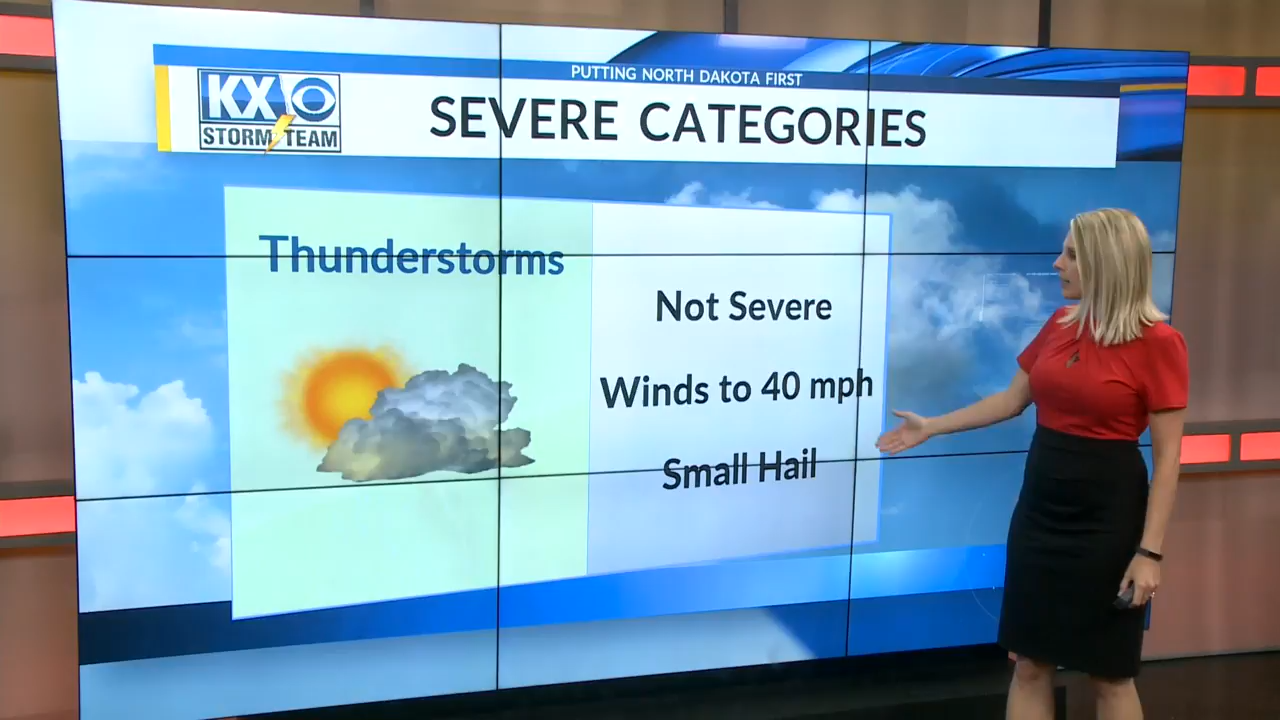 PUTTING NORTH DAKOTA FIRST
KX
STORM TEAM
SEVERE CATEGORIES
Thunderstorms
Not Severe
Winds to 40 mph
Small Hail